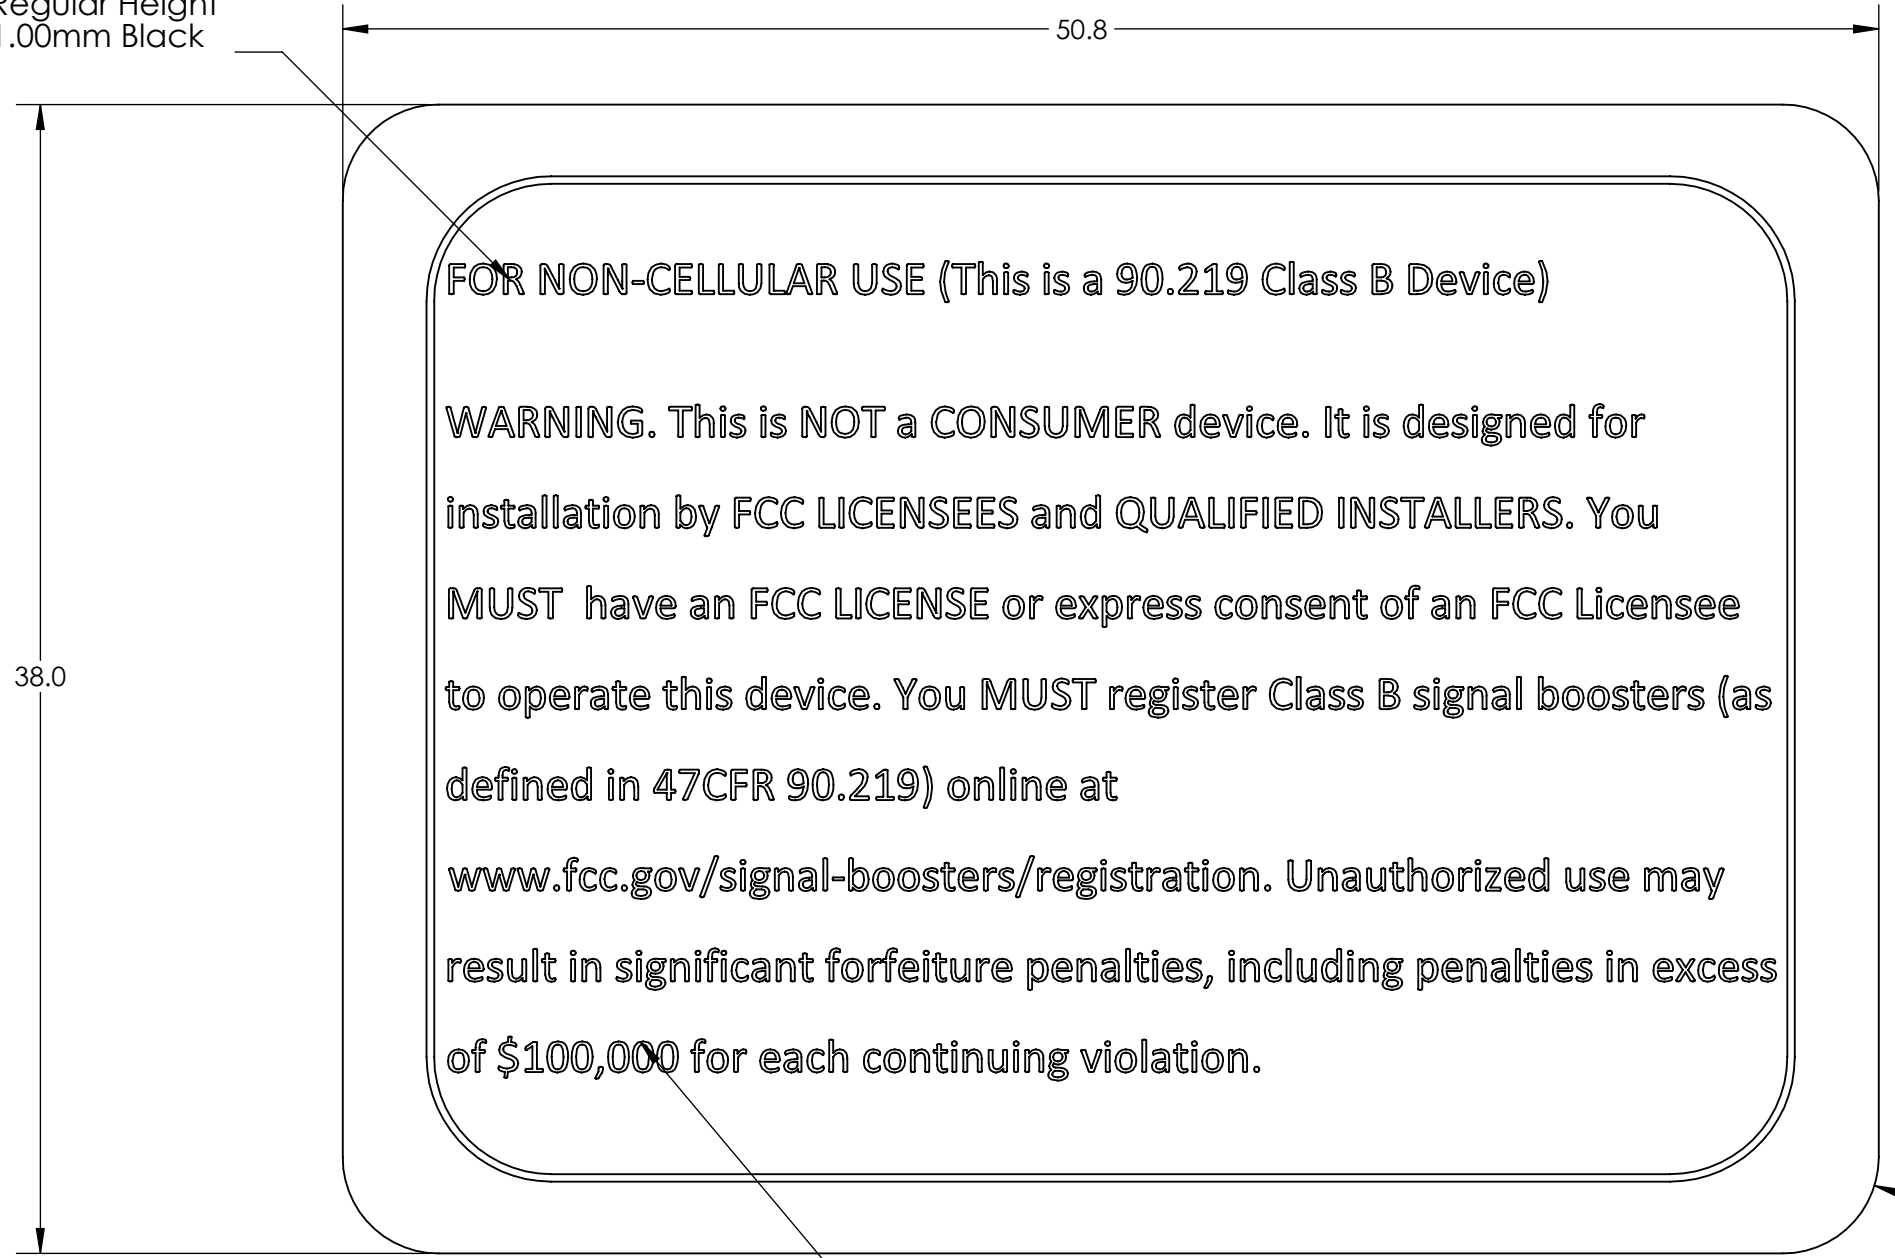 Regular Height
1.00mm Black
50.8
38.0
FOR NON-CELLULAR USE (This is a 90.219 Class B Device)
WARNING. This is NOT a CONSUMER device. It is designed for
installation by FCC LICENSEES and QUALIFIED INSTALLERS. You
MUST  have an FCC LICENSE or express consent of an FCC Licensee
to operate this device. You MUST register Class B signal boosters (as
defined in 47CFR 90.219) online at
www.fcc.gov/signal-boosters/registration. Unauthorized use may
result in significant forfeiture penalties, including penalties in excess
of $100,000 for each continuing violation.